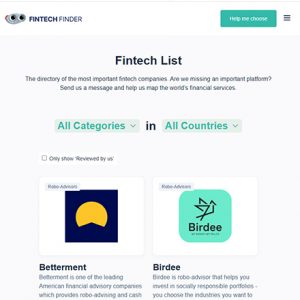 FINTECH FINDER
Help me choose
Fintech List
The directory of the most important fintech companies. Are we missing an important platform?
Send us a message and help us map the world's financial services.
All Categories in All Countries
Only show 'Reviewed by us'
Robo-Advisors
Robo-Advisors
Birdee
Betterment
Betterment is one of the leading
American financial advisory companies
which provides robo-advising and cash
Birdee
Birdee is robo-advisor that helps you
invest in socially responsible portfolios -
you choose the industries you want to